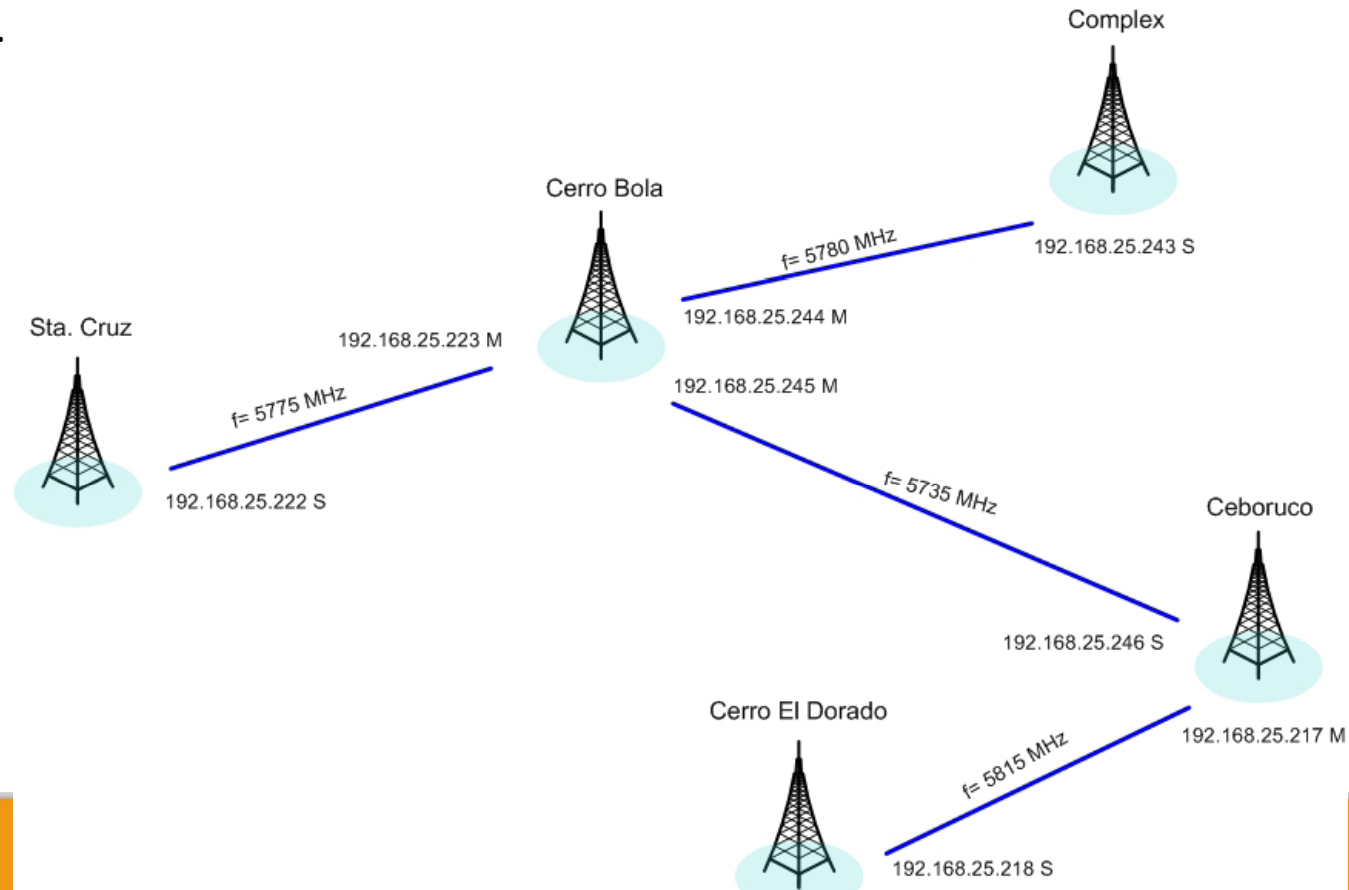 Complex
Cerro Bola
f= 5780 MHz
192.168.25.243 S
192.168.25.244 M
Sta. Cruz
192.168.25.223 M
192.168.25.245 M
f= 5775 MHz
192.168.25.222 S
f= 5735 MHz
Ceboruco
192.168.25.246 S
Cerro El Dorado
192.168.25.217 M
f= 5815 MHz
192.168.25.218 S